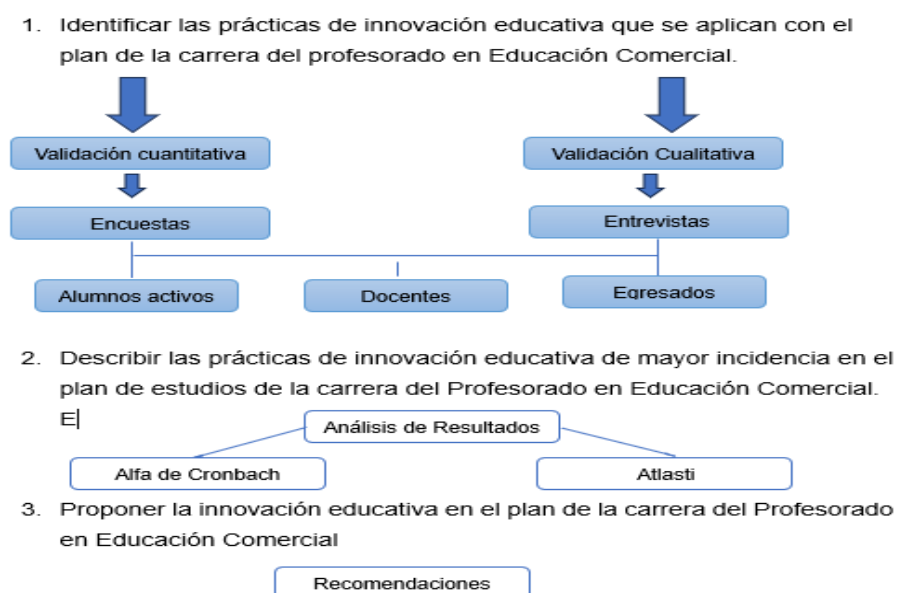 1. Identificar las prácticas de innovación educativa que se aplican con el
plan de la carrera del profesorado en Educación Comercial.
Validación cuantitativa
Validación Cualitativa
Encuestas
Entrevistas
Alumnos activos
Docentes
Egresados
2. Describir las prácticas de innovación educativa de mayor incidencia en el
plan de estudios de la carrera del Profesorado en Educación Comercial.
E
Análisis de Resultados
Alfa de Cronbach
Atlasti
3. Proponer la innovación educativa en el plan de la carrera del Profesorado
en Educación Comercial
Recomendaciones